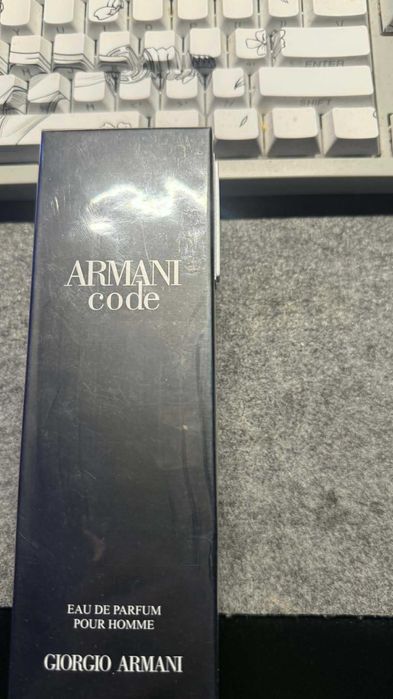 ENTER
SHIFT
ARMANI
code
EAU DE PARFUM
POUR HOMME
GIORGIO ARMANI